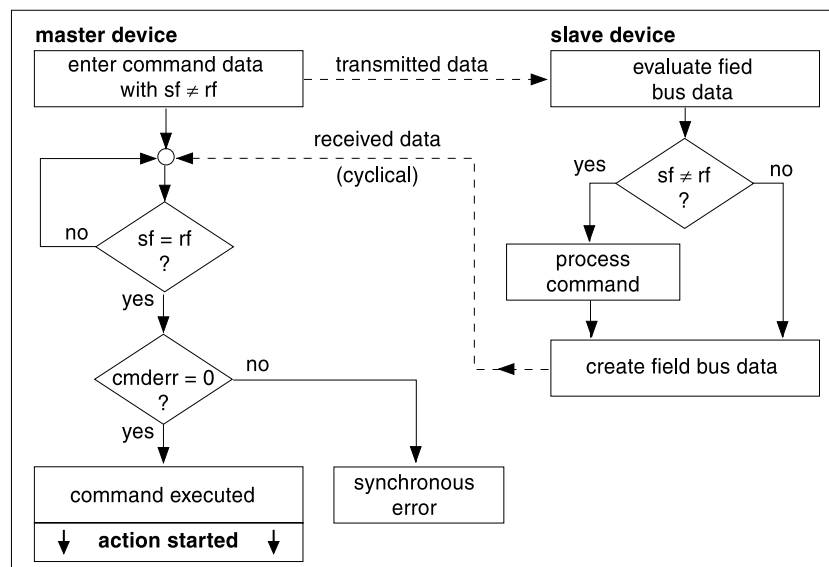 master device
enter command data
with sf ≠ rf
transmitted data
slave device
evaluate fied
bus data
received data
(cyclical)
yes
sf ≠ rf
?
no
no
sf = rf
?
process
command
yes
create field bus data
cmderr = 0
?
no
yes
command executed
synchronous
error
action started